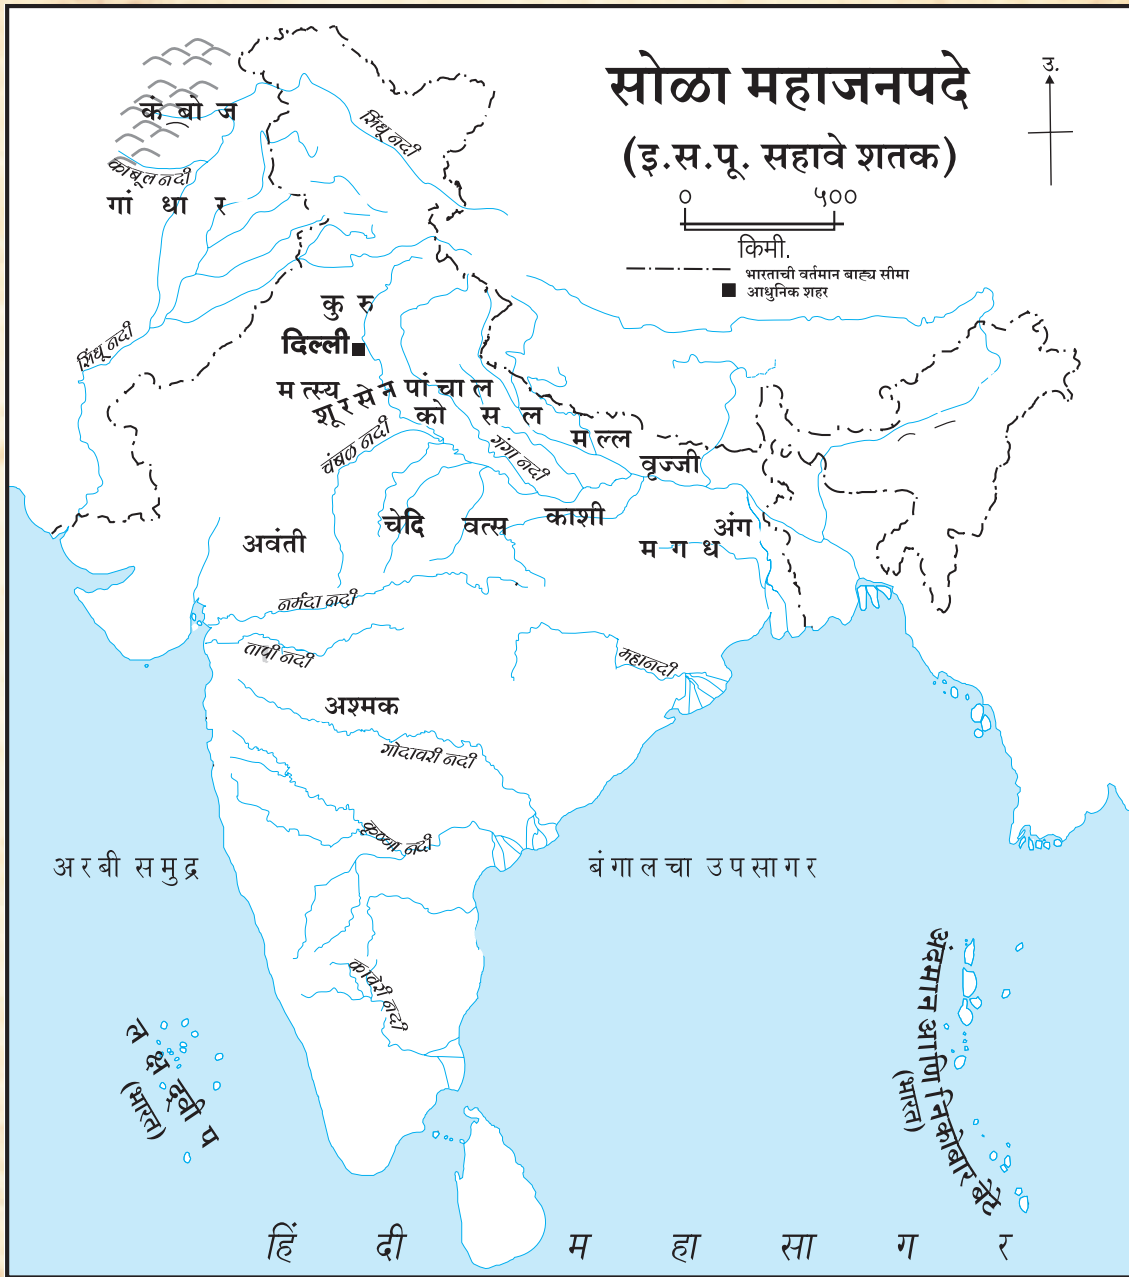 सोळा महाजनपदे
(इ.स.पू. सहावे शतक)
उ.
० ५००
किमी.
भारताची वर्तमान बाह्य सीमा
आधुनिक शहर
कंबोज
सिंधू नदी
काबूल नदी
गांधार
कुरु
सिंधू नदी
दिल्ली
मत्स्य
शूरसेन
पांचाल
कोसल
चंबळ नदी
गंगा नदी
मल्ल
वृज्जी
अवंती
चेदि
वत्स
काशी
अंग
मगध
नर्मदा नदी
तापी नदी
महानदी
अश्मक
गोदावरी नदी
कृष्णा नदी
अरबी समुद्र
बंगालचा उपसागर
कावेरी नदी
लक्षद्वीप
(भारत)
अंदमान आणि निकोबार बेटे
(भारत)
हिंदी महासागर